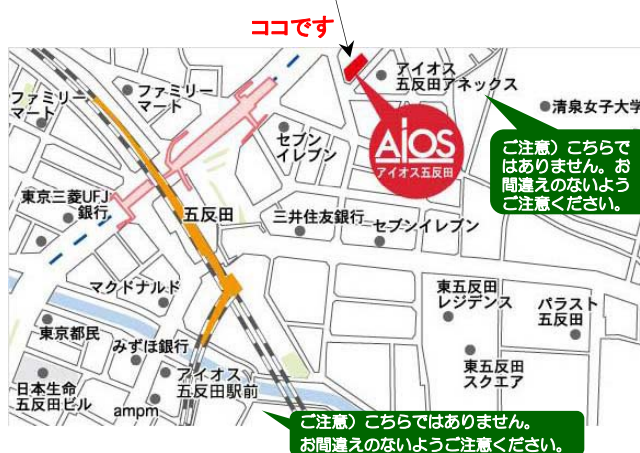 ココです
アイオス
五反田アネックス
ファミリー
マート
ファミリー
マート
清泉女子大学
セブン
イレブン
AiOS
アイオス五反田
ご注意）こちらで
はありません。お
間違えのないよう
ご注意ください。
東京三菱UFJ
銀行
五反田
三井住友銀行
セブンイレブン
マクドナルド
東五反田
レジデンス
パラスト
五反田
東京都民
みずほ銀行
東五反田
スクエア
日本生命
五反田ビル
アイオス
五反田駅前
ampm
ご注意）こちらではありません。
お間違えのないようご注意ください。